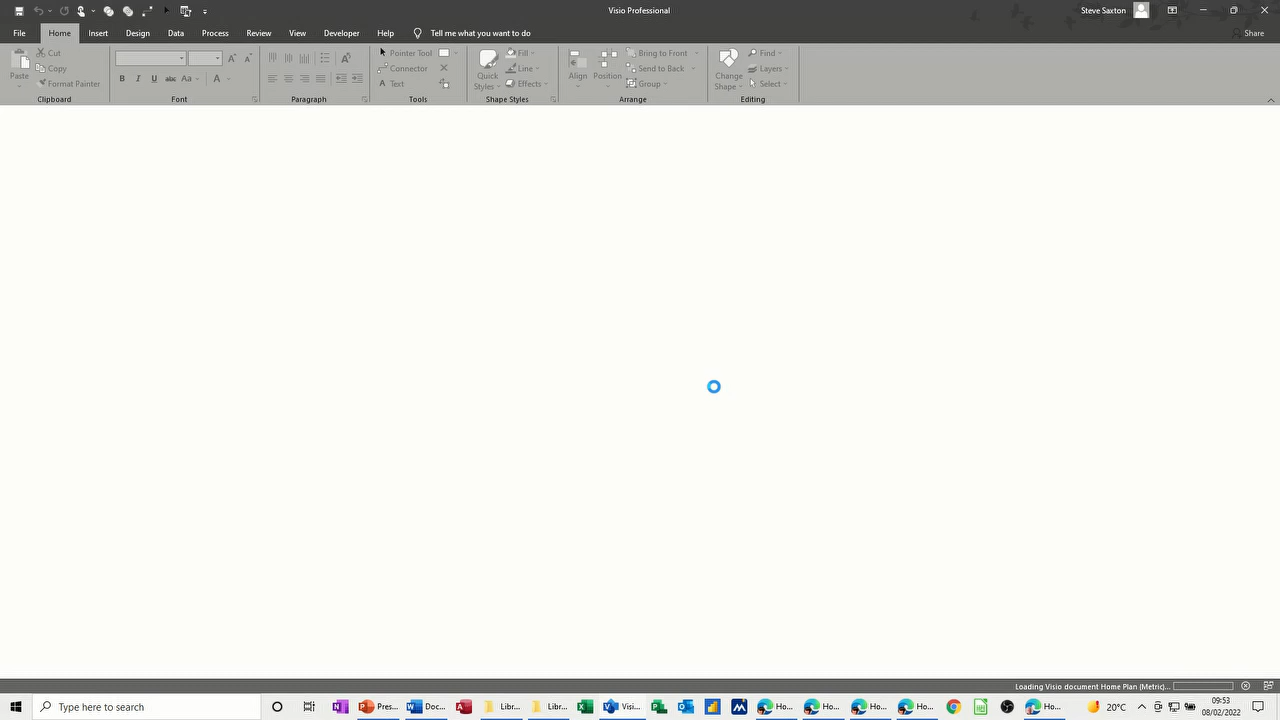 Visio Professional
Steve Saxton
File Home Insert Design Data Process Review View Developer Help Tell me what you want to do Share
Paste
Cut
Copy
Format Painter
Clipboard
B I U abc Aa A
Font
Paragraph
Pointer Tool
Connector
Text
Tools
Quick
Styles
Fill
Line
Effects
Shape Styles
Align
Position
Bring to Front
Send to Back
Group
Arrange
Change
Shape
Find
Layers
Select
Editing
Loading Visio document Home Plan (Metric)...
Type here to search
Pres...
Doc...
Libr...
Libr...
Visi...
Ho...
Ho...
Ho...
Ho...
Ho...
20°C
09:53
08/02/2022